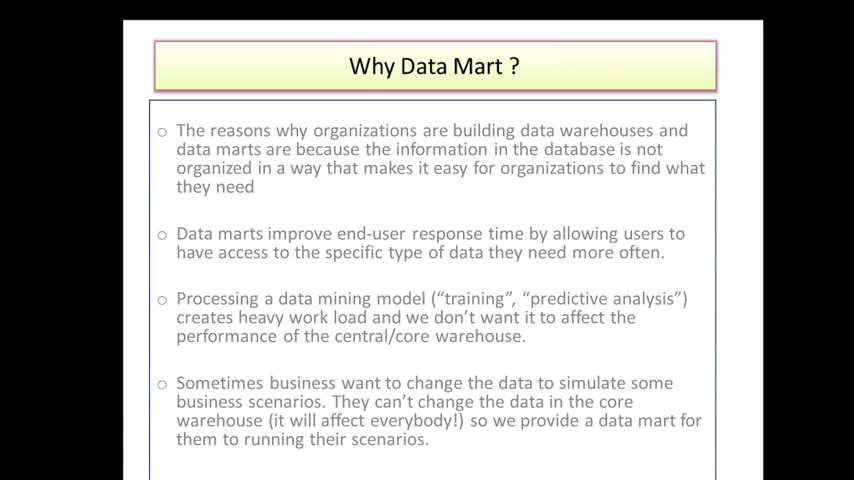 Why Data Mart ?
o The reasons why organizations are building data warehouses and
data marts are because the information in the database is not
organized in a way that makes it easy for organizations to find what
they need
o Data marts improve end-user response time by allowing users to
have access to the specific type of data they need more often.
o Processing a data mining model (“training”, “predictive analysis”)
creates heavy work load and we don’t want it to affect the
performance of the central/core warehouse.
o Sometimes business want to change the data to simulate some
business scenarios. They can’t change the data in the core
warehouse (it will affect everybody!) so we provide a data mart for
them to running their scenarios.